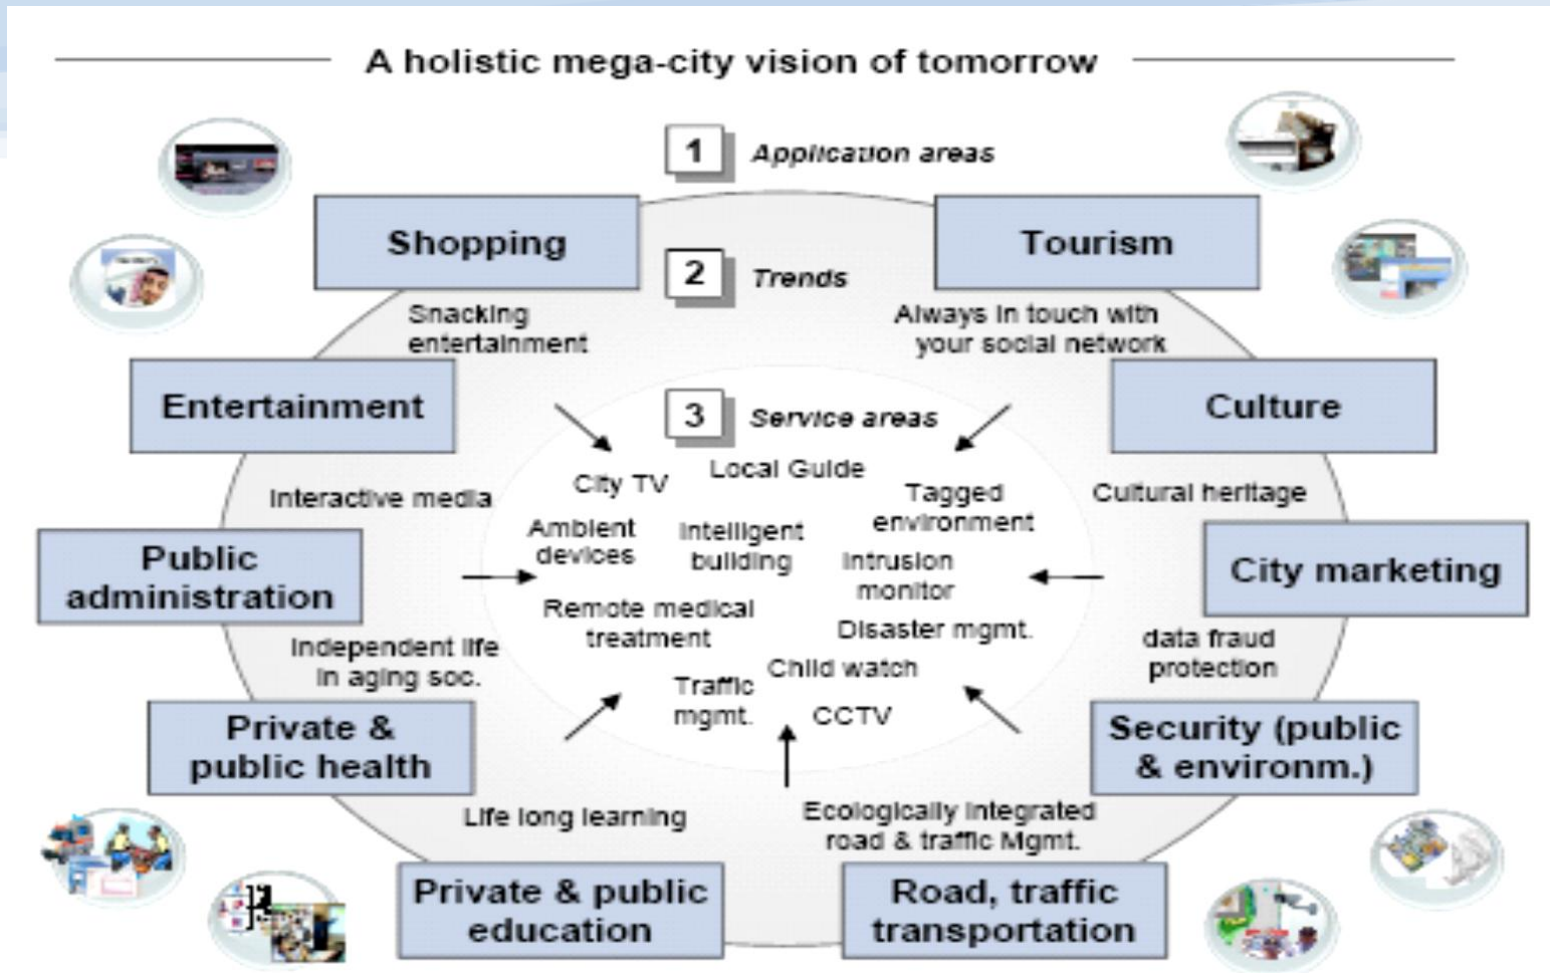 A holistic mega-city vision of tomorrow
1 Application areas
Shopping
Tourism
2 Trends
Snacking
entertainment
Always in touch with
your social network
Entertainment
Culture
3 Service areas
City TV
Local Guide
Tagged
environment
Interactive media
Cultural heritage
Ambient
devices
Intelligent
building
Intrusion
monitor
Public
administration
City marketing
Remote medical
treatment
Disaster mgmt.
Independent life
in aging soc.
data fraud
protection
Child watch
Traffic
mgmt.
CCTV
Private &
public health
Security (public
& environm.)
Life long learning
Ecologically integrated
road & traffic Mgmt.
Private & public
education
Road, traffic
transportation